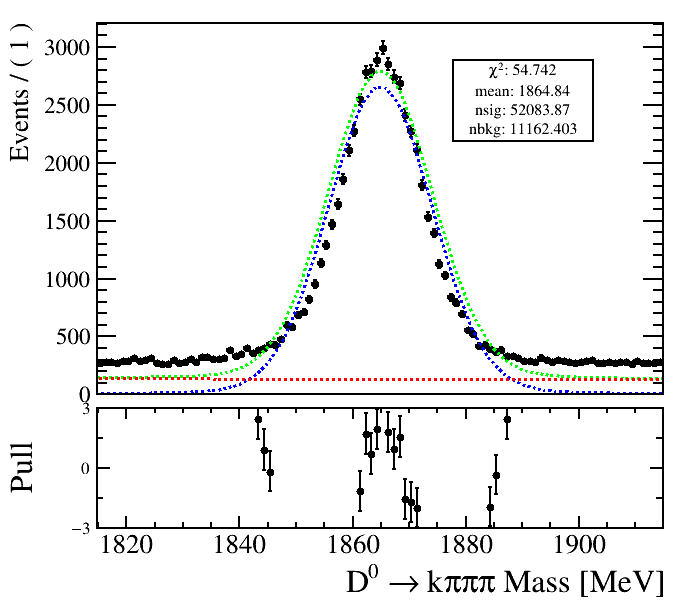 Events / ( 1 )
3000
2500
2000
1500
1000
500
0
χ²: 54.742
mean: 1864.84
nsig: 52083.87
nbkg: 11162.403
Pull
3
0
−3
1820 1840 1860 1880 1900
D⁰ → kπππ Mass [MeV]